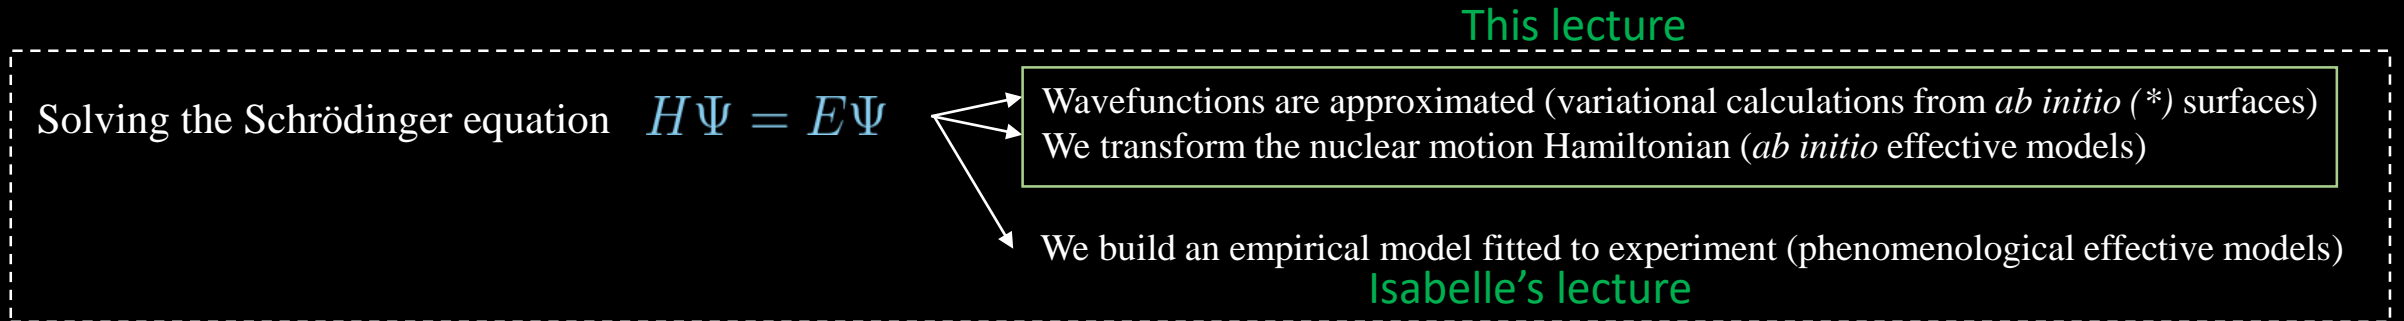 This lecture
Solving the Schrödinger equation HΨ = EΨ
Wavefunctions are approximated (variational calculations from ab initio (*) surfaces)
We transform the nuclear motion Hamiltonian (ab initio effective models)
We build an empirical model fitted to experiment (phenomenological effective models)
Isabelle’s lecture